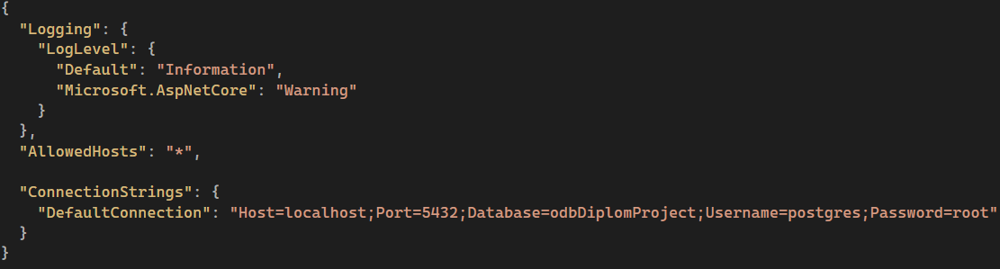 {
  "Logging": {
    "LogLevel": {
      "Default": "Information",
      "Microsoft.AspNetCore": "Warning"
    }
  },
  "AllowedHosts": "*",

  "ConnectionStrings": {
    "DefaultConnection": "Host=localhost;Port=5432;Database=odbDiplomProject;Username=postgres;Password=root"
  }
}